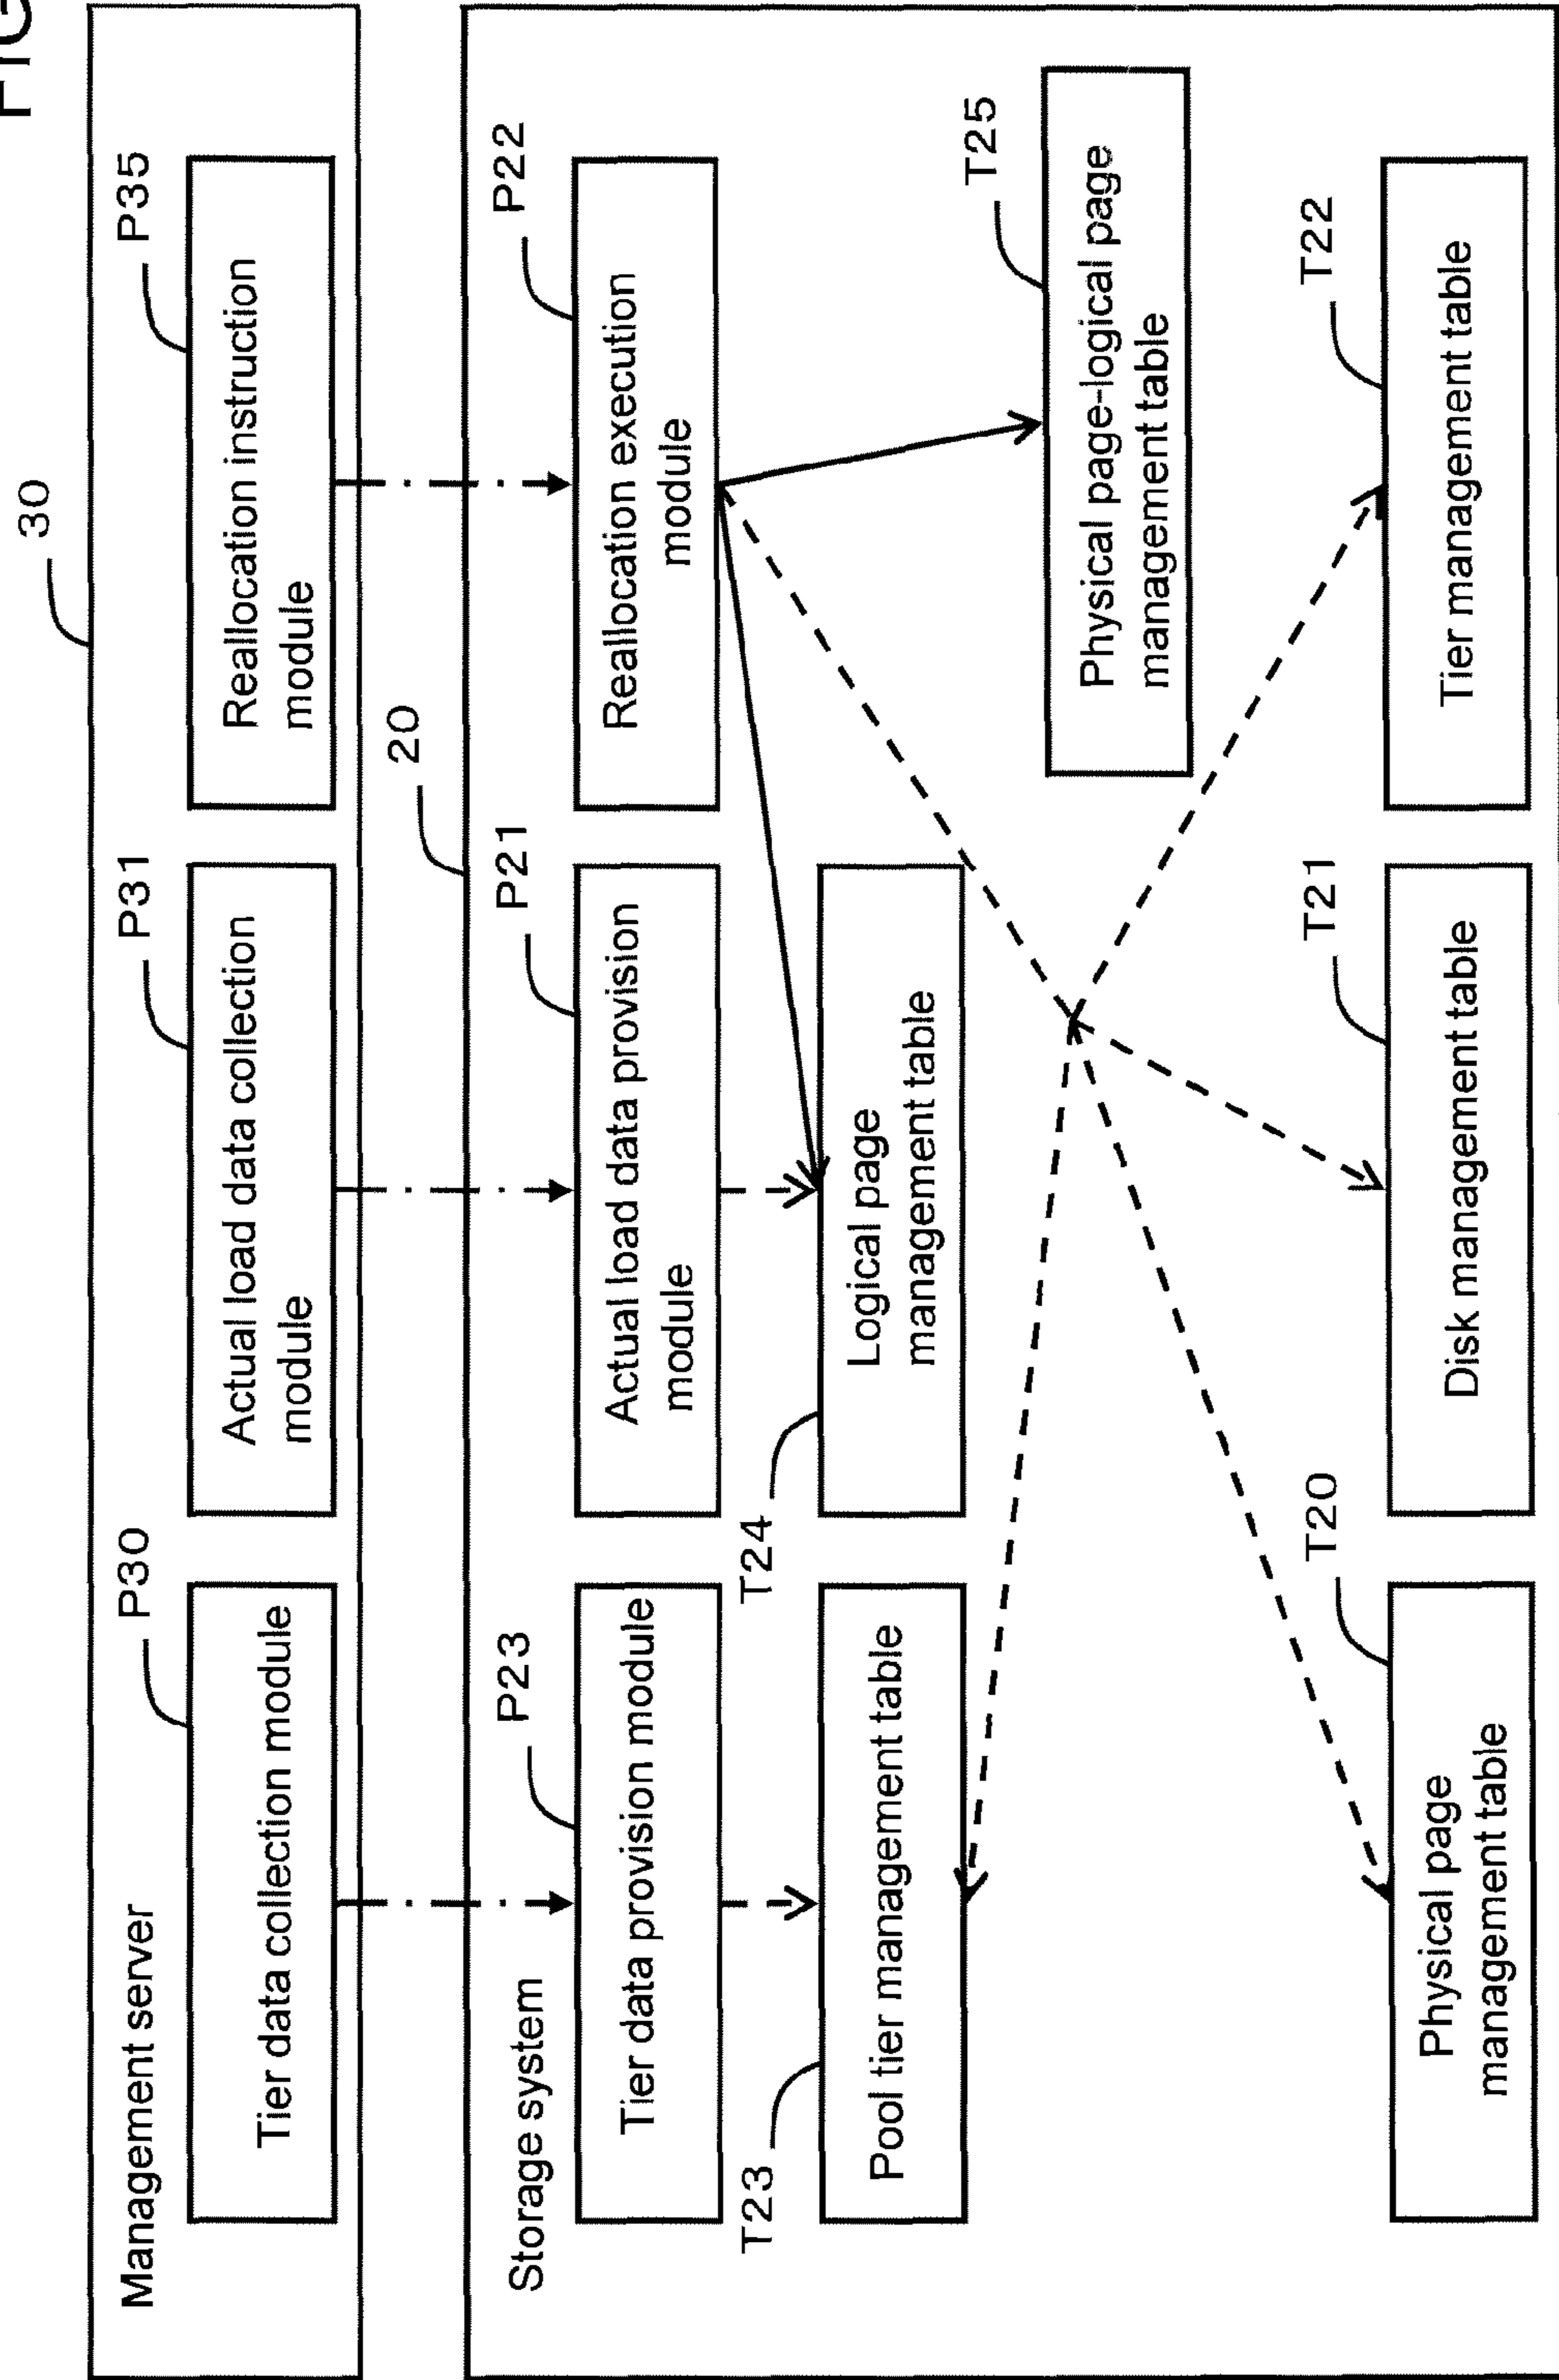 FIG
30
Management server
P30
Tier data collection module
P31
Actual load data collection
module
P35
Reallocation instruction
module
20
Storage system
P23
Tier data provision module
P21
Actual load data provision
module
P22
Reallocation execution
module
T23
Pool tier management table
T24
Logical page
management table
T25
Physical page-logical page
management table
T20
Physical page
management table
T21
Disk management table
T22
Tier management table